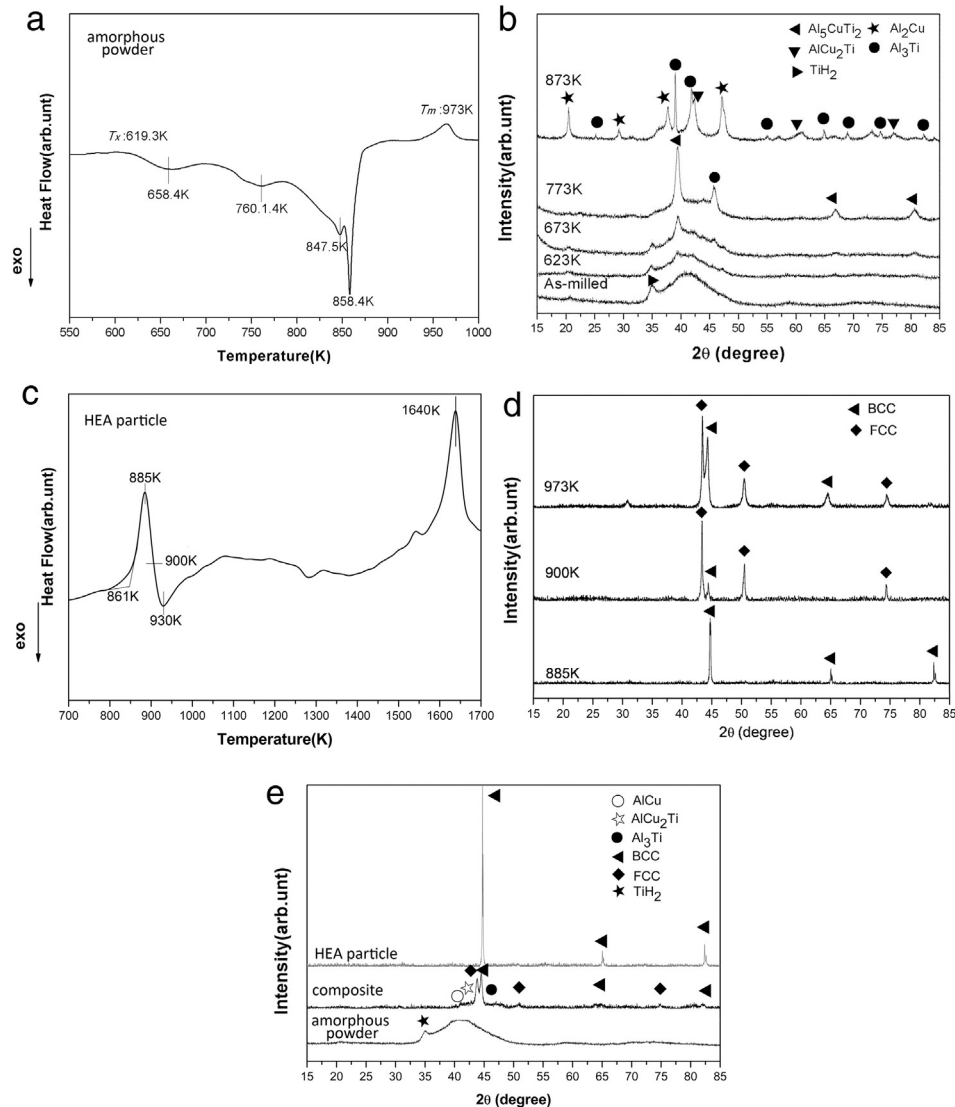 a
amorphous
powder
Tx :619.3K
Tm :973K
658.4K
760.1.4K
847.5K
858.4K
Heat Flow(arb.unt)
exo
550 600 650 700 750 800 850 900 950 1000
Temperature(K)
b
Al5CuTi2 Al2Cu
AlCu2Ti Al3Ti
TiH2
873K
773K
673K
623K
As-milled
Intensity(arb.unt)
15 20 25 30 35 40 45 50 55 60 65 70 75 80 85
2θ (degree)
c
HEA particle
1640K
885K
900K
861K
930K
Heat Flow(arb.unt)
exo
700 800 900 1000 1100 1200 1300 1400 1500 1600 1700
Temperature(K)
d
BCC
FCC
973K
900K
885K
Intensity(arb.unt)
15 20 25 30 35 40 45 50 55 60 65 70 75 80 85
2θ (degree)
e
AlCu
AlCu2Ti
Al3Ti
BCC
FCC
TiH2
HEA particle
composite
amorphous
powder
Intensity(arb.unt)
15 20 25 30 35 40 45 50 55 60 65 70 75 80 85
2θ (degree)